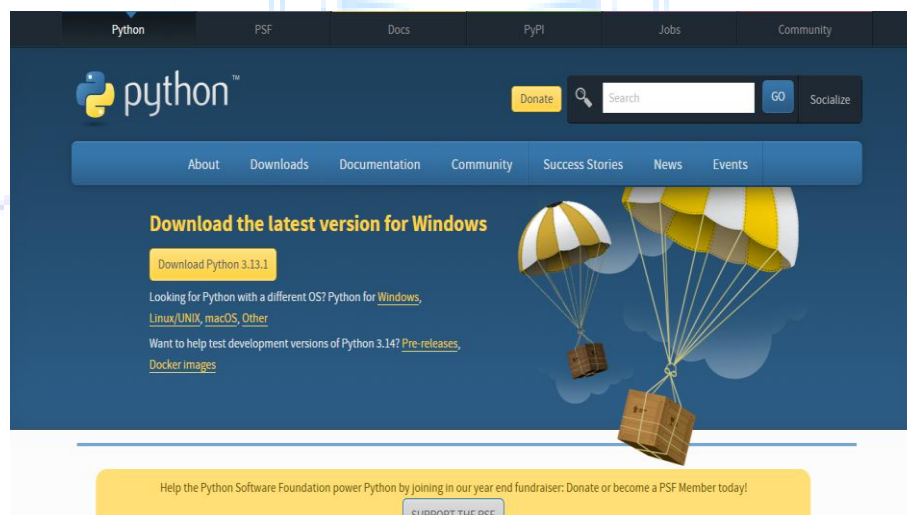 Python PSF Docs PyPI Jobs Community
python™
Donate Search GO Socialize
About Downloads Documentation Community Success Stories News Events
Download the latest version for Windows
Download Python 3.13.1
Looking for Python with a different OS? Python for Windows,
Linux/UNIX, macOS, Other
Want to help test development versions of Python 3.14? Pre-releases,
Docker images
Help the Python Software Foundation power Python by joining in our year end fundraiser: Donate or become a PSF Member today!
SUPPORT THE PSF